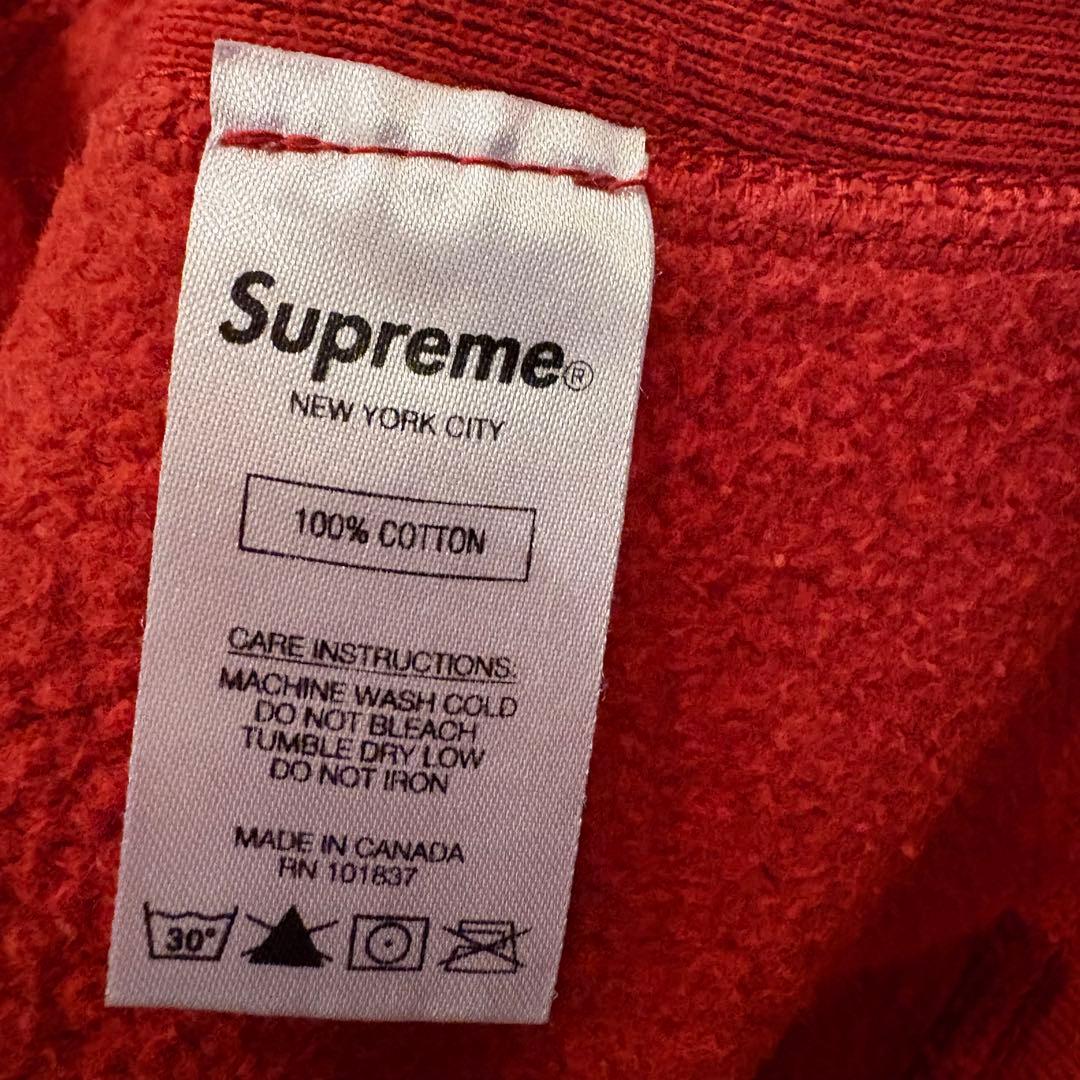 Supreme®
NEW YORK CITY
100% COTTON
CARE INSTRUCTIONS:
MACHINE WASH COLD
DO NOT BLEACH
TUMBLE DRY LOW
DO NOT IRON
MADE IN CANADA
RN 101837
30°